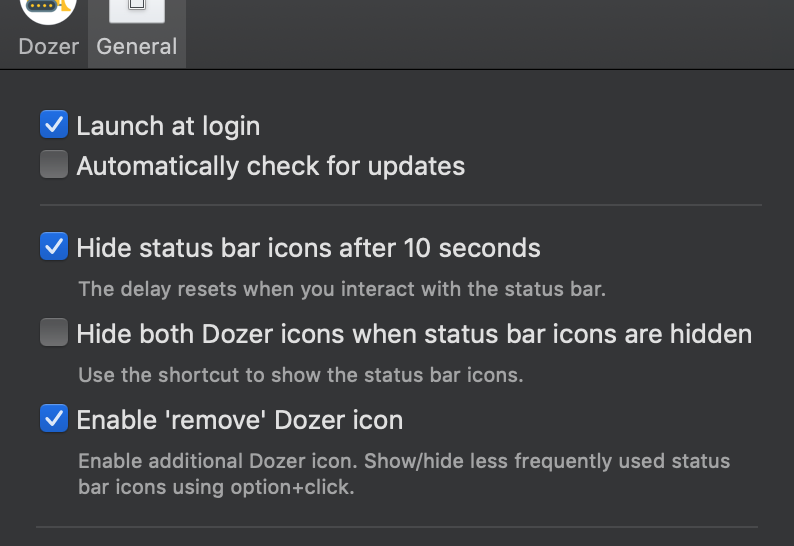 Dozer General
Launch at login
Automatically check for updates
Hide status bar icons after 10 seconds
The delay resets when you interact with the status bar.
Hide both Dozer icons when status bar icons are hidden
Use the shortcut to show the status bar icons.
Enable 'remove' Dozer icon
Enable additional Dozer icon. Show/hide less frequently used status
bar icons using option+click.